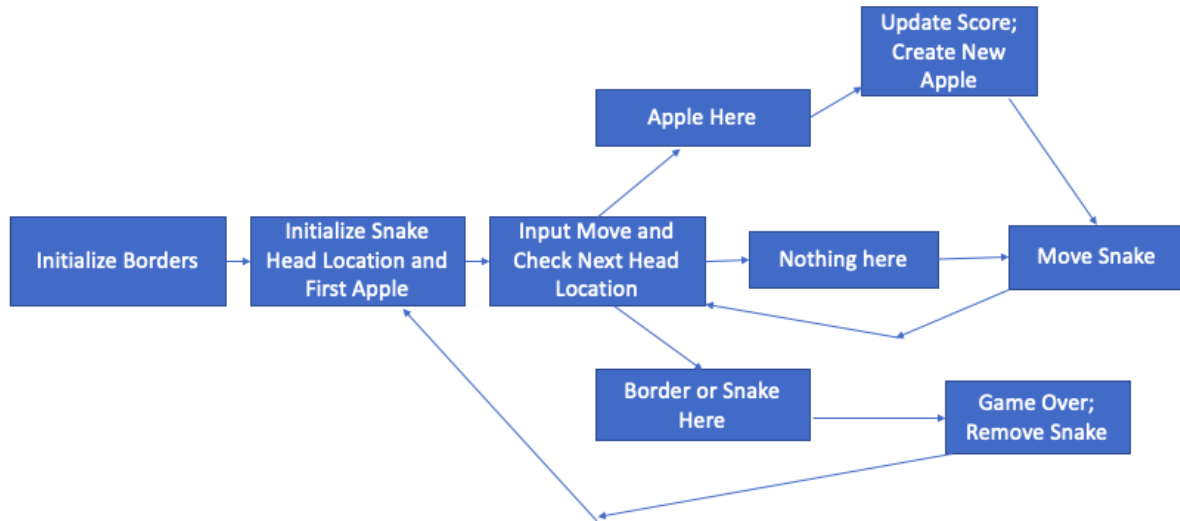 Initialize Borders
Initialize Snake
Head Location and
First Apple
Input Move and
Check Next Head
Location
Apple Here
Update Score;
Create New
Apple
Nothing here
Move Snake
Border or Snake
Here
Game Over;
Remove Snake